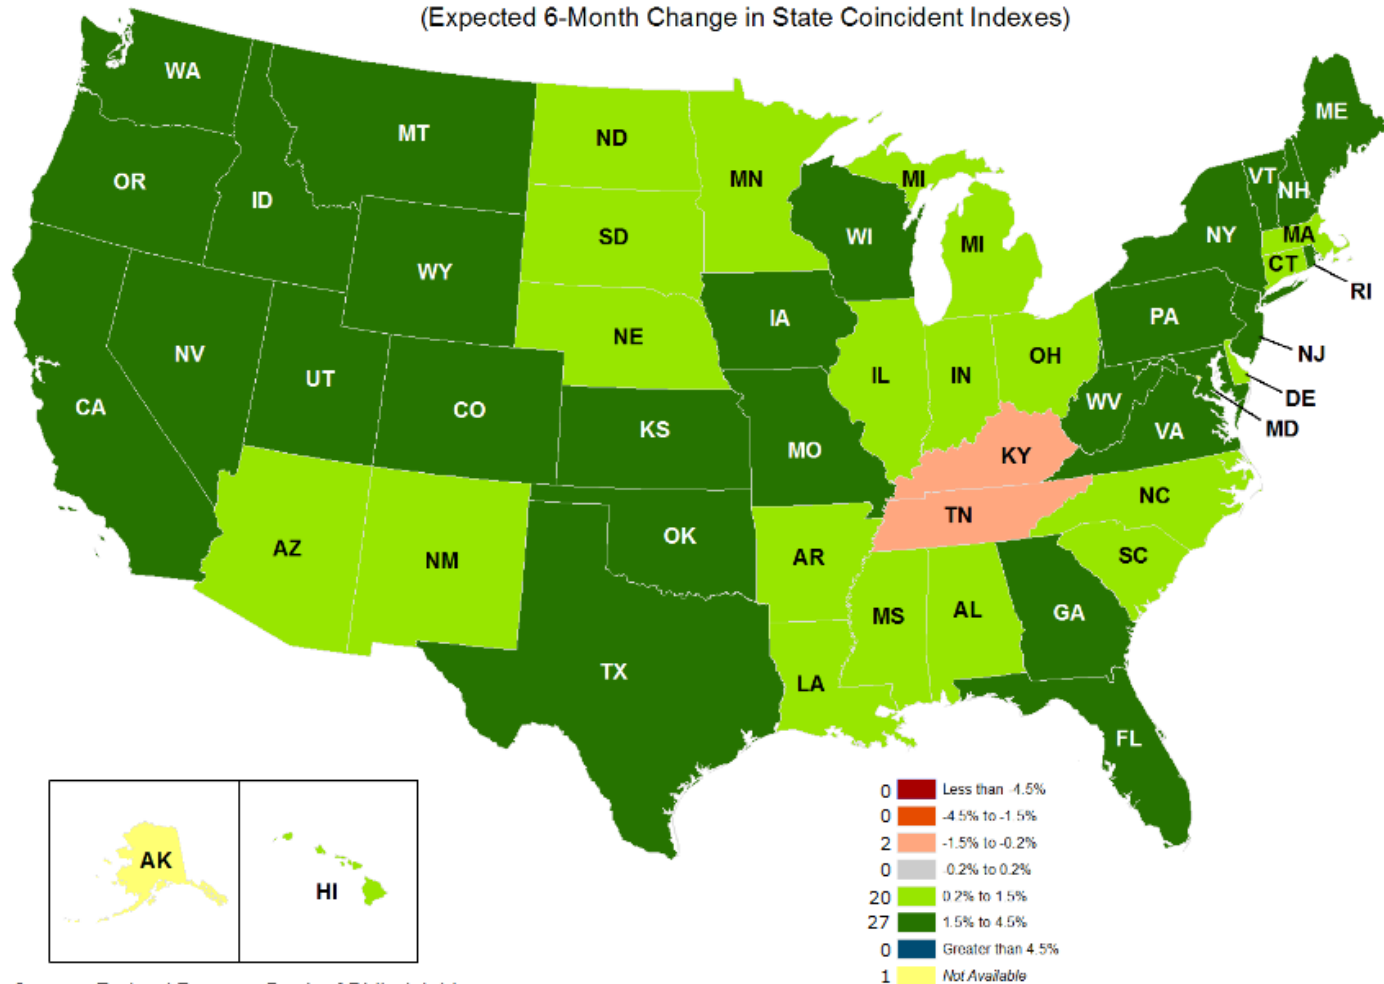 (Expected 6-Month Change in State Coincident Indexes)
WA
MT
ND
MN
ME
OR
ID
SD
WI
MI
MI
VT
NH
NY
MA
CT
RI
WY
NE
IA
PA
NJ
NV
UT
CO
IL
IN
OH
DE
CA
KS
MO
WV
VA
MD
KY
AZ
NM
OK
AR
TN
NC
SC
MS
AL
GA
TX
LA
FL
AK
HI
0 Less than -4.5%
0 -4.5% to -1.5%
2 -1.5% to -0.2%
0 -0.2% to 0.2%
20 0.2% to 1.5%
27 1.5% to 4.5%
0 Greater than 4.5%
1 Not Available